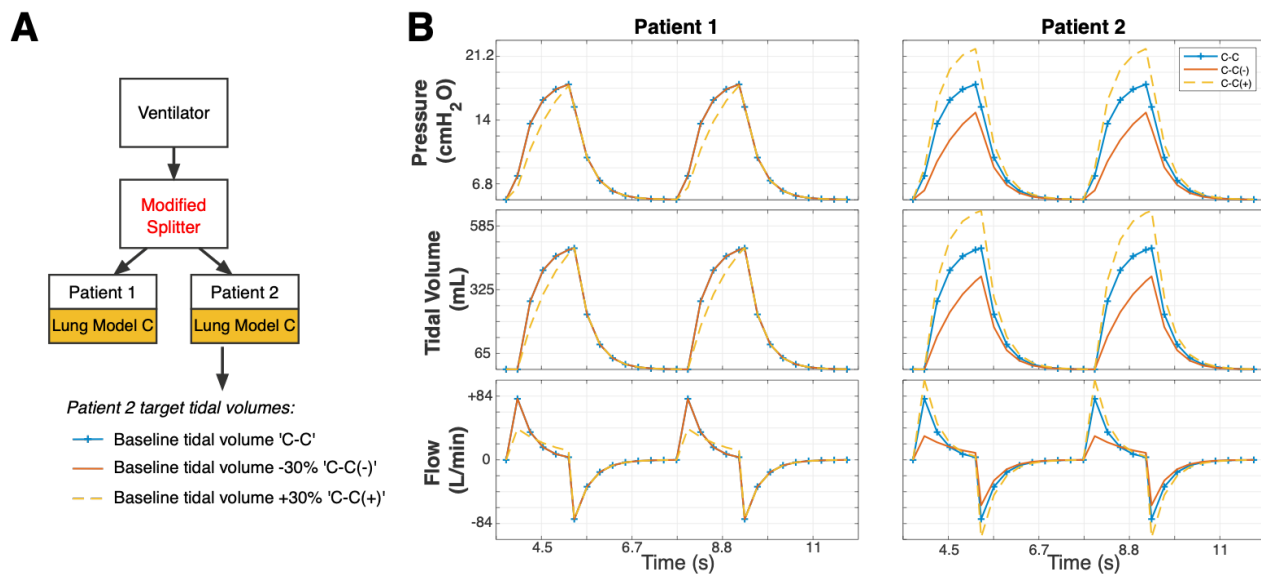 A
Ventilator
Modified
Splitter
Patient 1
Patient 2
Lung Model C
Lung Model C
Patient 2 target tidal volumes:
Baseline tidal volume 'C-C'
Baseline tidal volume -30% 'C-C(-)'
Baseline tidal volume +30% 'C-C(+)'
B
Patient 1
Patient 2
Pressure
(cmH2O)
21.2
14
6.8
C-C
C-C(-)
C-C(+)
Tidal Volume
(mL)
585
325
65
Flow
(L/min)
+84
0
-84
4.5
6.7
8.8
11
Time (s)
4.5
6.7
8.8
11
Time (s)